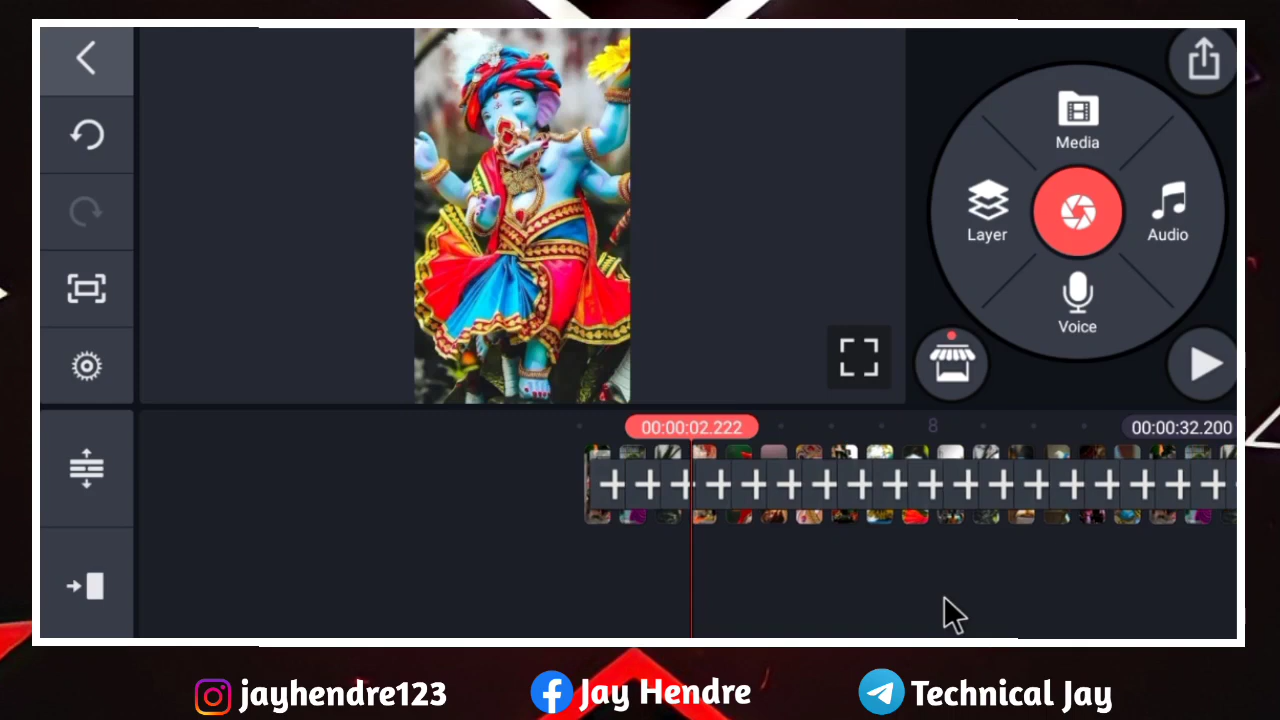 Media
Layer
Audio
Voice
00:00:02.222
8
00:00:32.200
jayhendre123
Jay Hendre
Technical Jay